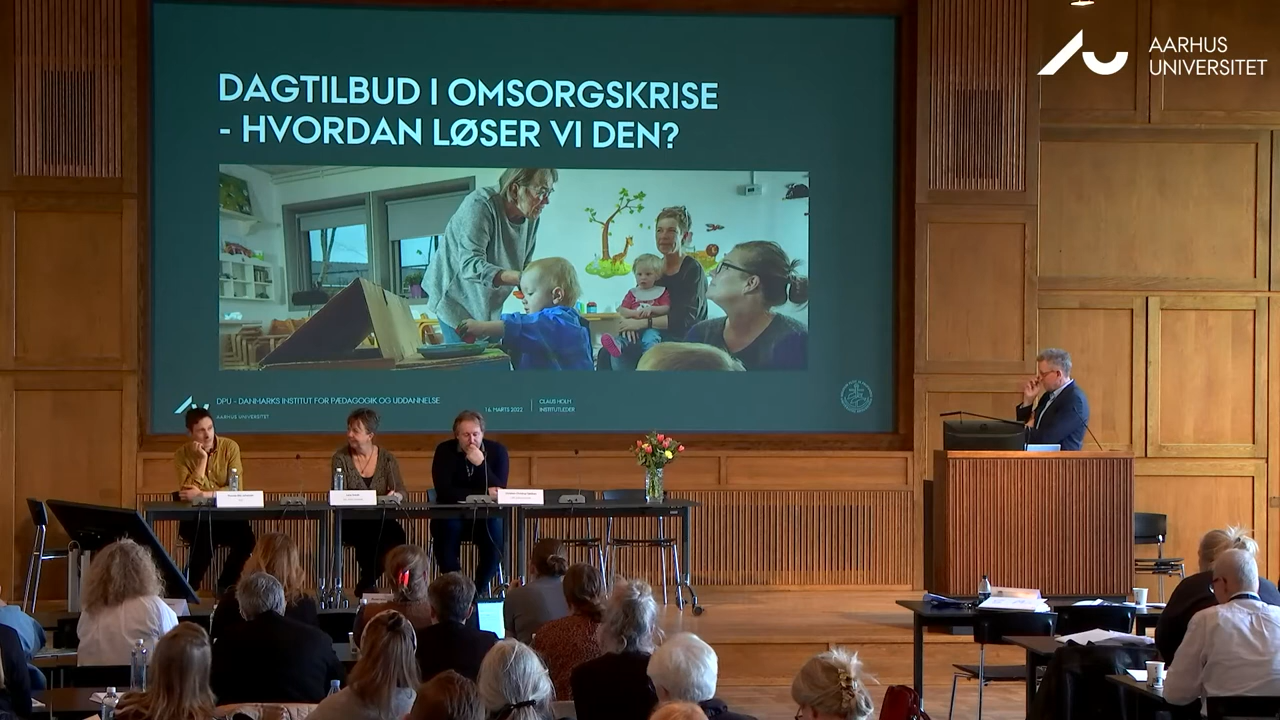 AARHUS
UNIVERSITET
DAGTILBUD I OMSORGSKRISE
- HVORDAN LØSER VI DEN?
DPU - DANMARKS INSTITUT FOR PÆDAGOGIK OG UDDANNELSE
AARHUS UNIVERSITET
16. MARTS 2022
CLAUS HOLM
INSTITUTLEDER